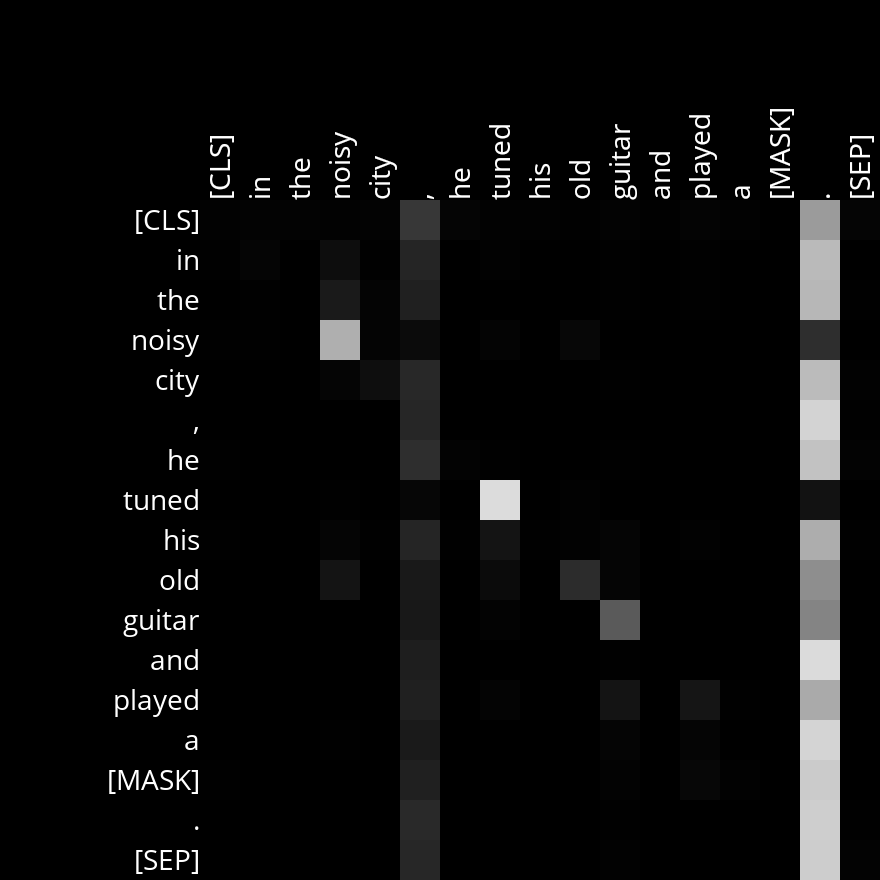 [CLS] in the noisy city , he tuned his old guitar and played a [MASK] . [SEP]
[CLS]
in
the
noisy
city
,
he
tuned
his
old
guitar
and
played
a
[MASK]
.
[SEP]